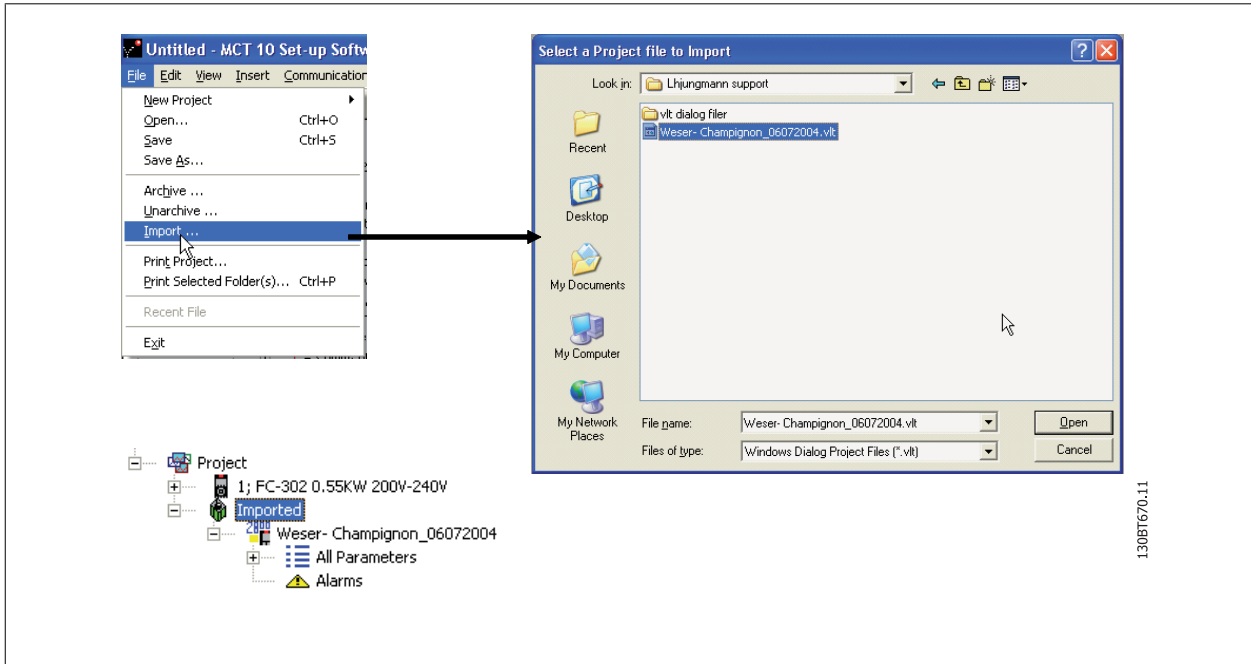 Untitled - MCT 10 Set-up Softw
File Edit View Insert Communication
New Project
Open... Ctrl+O
Save Ctrl+S
Save As...
Archive ...
Unarchive ...
Import ...
Print Project...
Print Selected Folder(s)... Ctrl+P
Recent File
Exit
Select a Project file to Import
Look in: Lhjungmann support
vlt dialog filer
Weser- Champignon_06072004.vlt
Recent
Desktop
My Documents
My Computer
My Network
Places
File name: Weser- Champignon_06072004.vlt Open
Files of type: Windows Dialog Project Files (*.vlt) Cancel
Project
1; FC-302 0.55KW 200V-240V
Imported
2800
Weser- Champignon_06072004
All Parameters
Alarms
130BT670.11